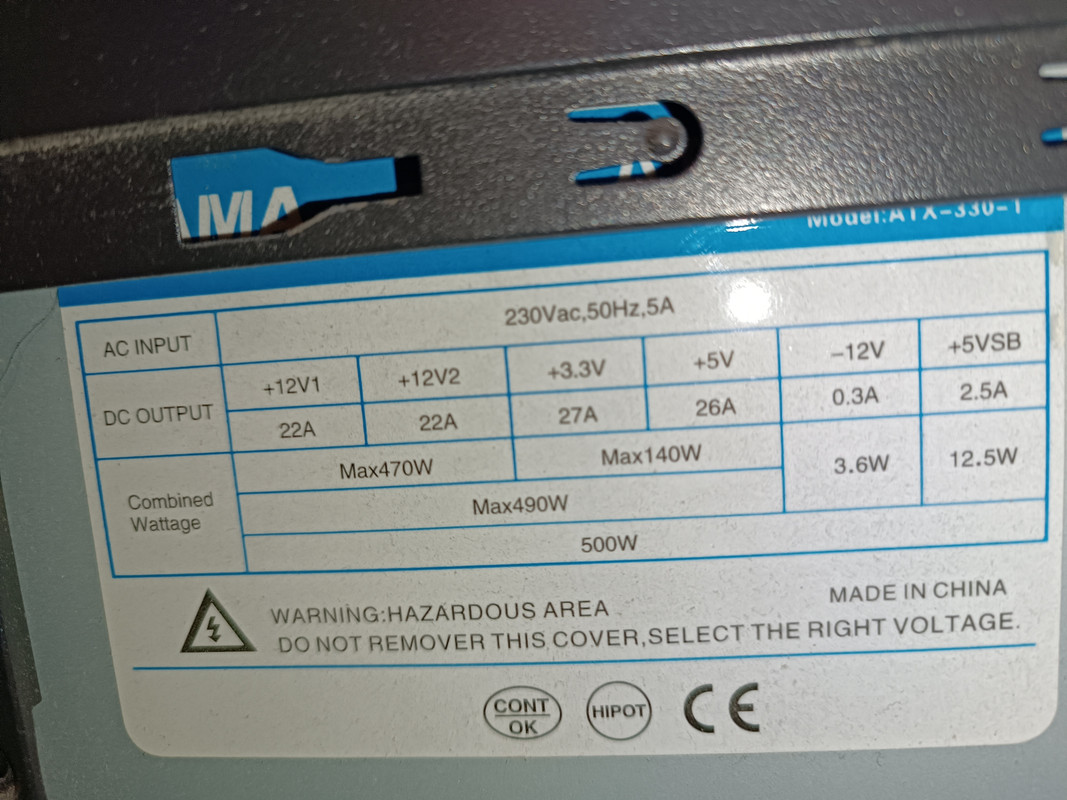 AMA
Model:ATX-330-1
AC INPUT 230Vac,50Hz,5A
DC OUTPUT +12V1 +12V2 +3.3V +5V –12V +5VSB
22A 22A 27A 26A 0.3A 2.5A
Combined Wattage Max470W Max140W 3.6W 12.5W
Max490W
500W
MADE IN CHINA
WARNING:HAZARDOUS AREA
DO NOT REMOVER THIS COVER,SELECT THE RIGHT VOLTAGE.
CONT
OK
HIPOT
CE